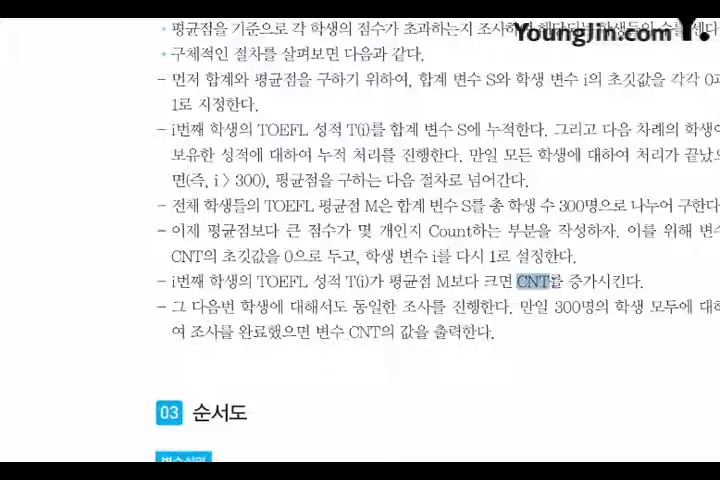 • 평균점을 기준으로 각 학생의 점수가 초과하는지 조사하
YoungJin.com Y.
• 구체적인 절차를 살펴보면 다음과 같다.
- 먼저 합계와 평균점을 구하기 위하여, 합계 변수 S와 학생 변수 i의 초깃값을 각각 0과
1로 지정한다.
- i번째 학생의 TOEFL 성적 T(i)를 합계 변수 S에 누적한다. 그리고 다음 차례의 학생이
보유한 성적에 대하여 누적 처리를 진행한다. 만일 모든 학생에 대하여 처리가 끝났으
면(즉, i > 300), 평균점을 구하는 다음 절차로 넘어간다.
- 전체 학생들의 TOEFL 평균점 M은 합계 변수 S를 총 학생 수 300명으로 나누어 구한다
- 이제 평균점보다 큰 점수가 몇 개인지 Count하는 부분을 작성하자. 이를 위해 변수
CNT의 초깃값을 0으로 두고, 학생 변수 i를 다시 1로 설정한다.
- i번째 학생의 TOEFL 성적 T(i)가 평균점 M보다 크면 CNT를 증가시킨다.
- 그 다음번 학생에 대해서도 동일한 조사를 진행한다. 만일 300명의 학생 모두에 대하
여 조사를 완료했으면 변수 CNT의 값을 출력한다.
03 순서도